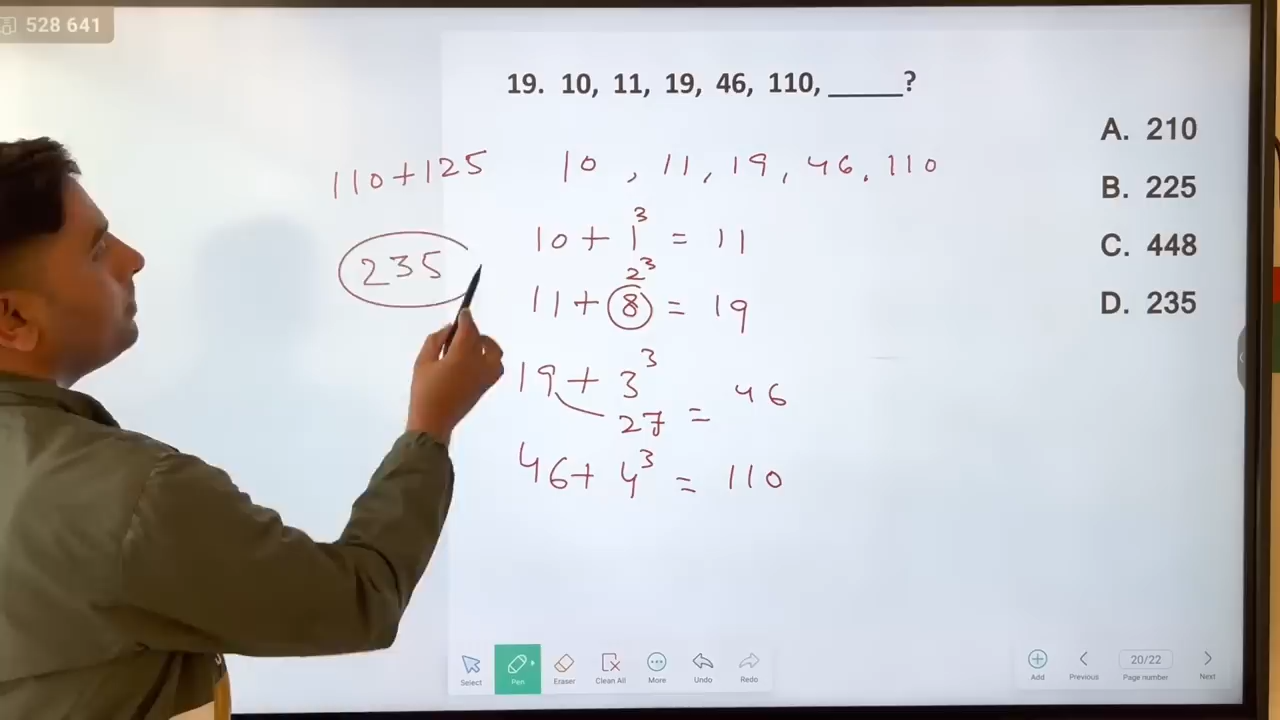 528 641
19. 10, 11, 19, 46, 110, _____?
A. 210
B. 225
C. 448
D. 235
110+125
235
10, 11, 19, 46, 110
10 + 1³ = 11
2³
11 + 8 = 19
19 + 3³
27 = 46
46 + 4³ = 110
Select
Pen
Eraser
Clean All
More
Undo
Redo
Add
Previous
20/22
Page number
Next